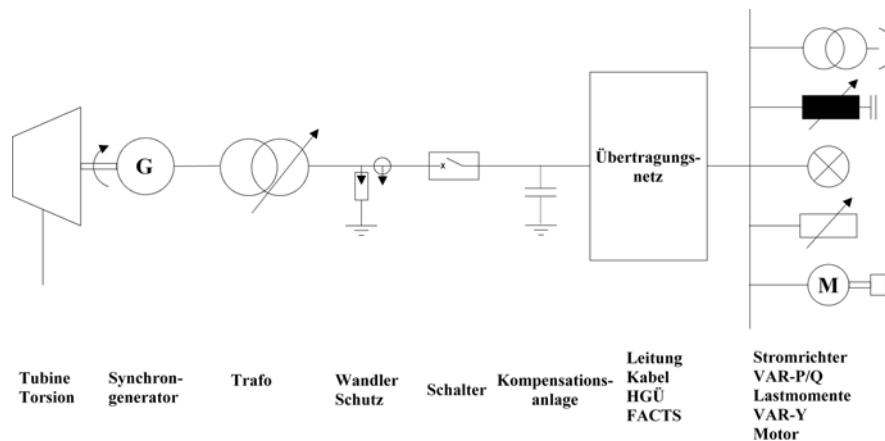 G
x
Übertragungs-
netz
M
Tubine
Torsion
Synchron-
generator
Trafo
Wandler
Schutz
Schalter
Kompensations-
anlage
Leitung
Kabel
HGÜ
FACTS
Stromrichter
VAR-P/Q
Lastmomente
VAR-Y
Motor